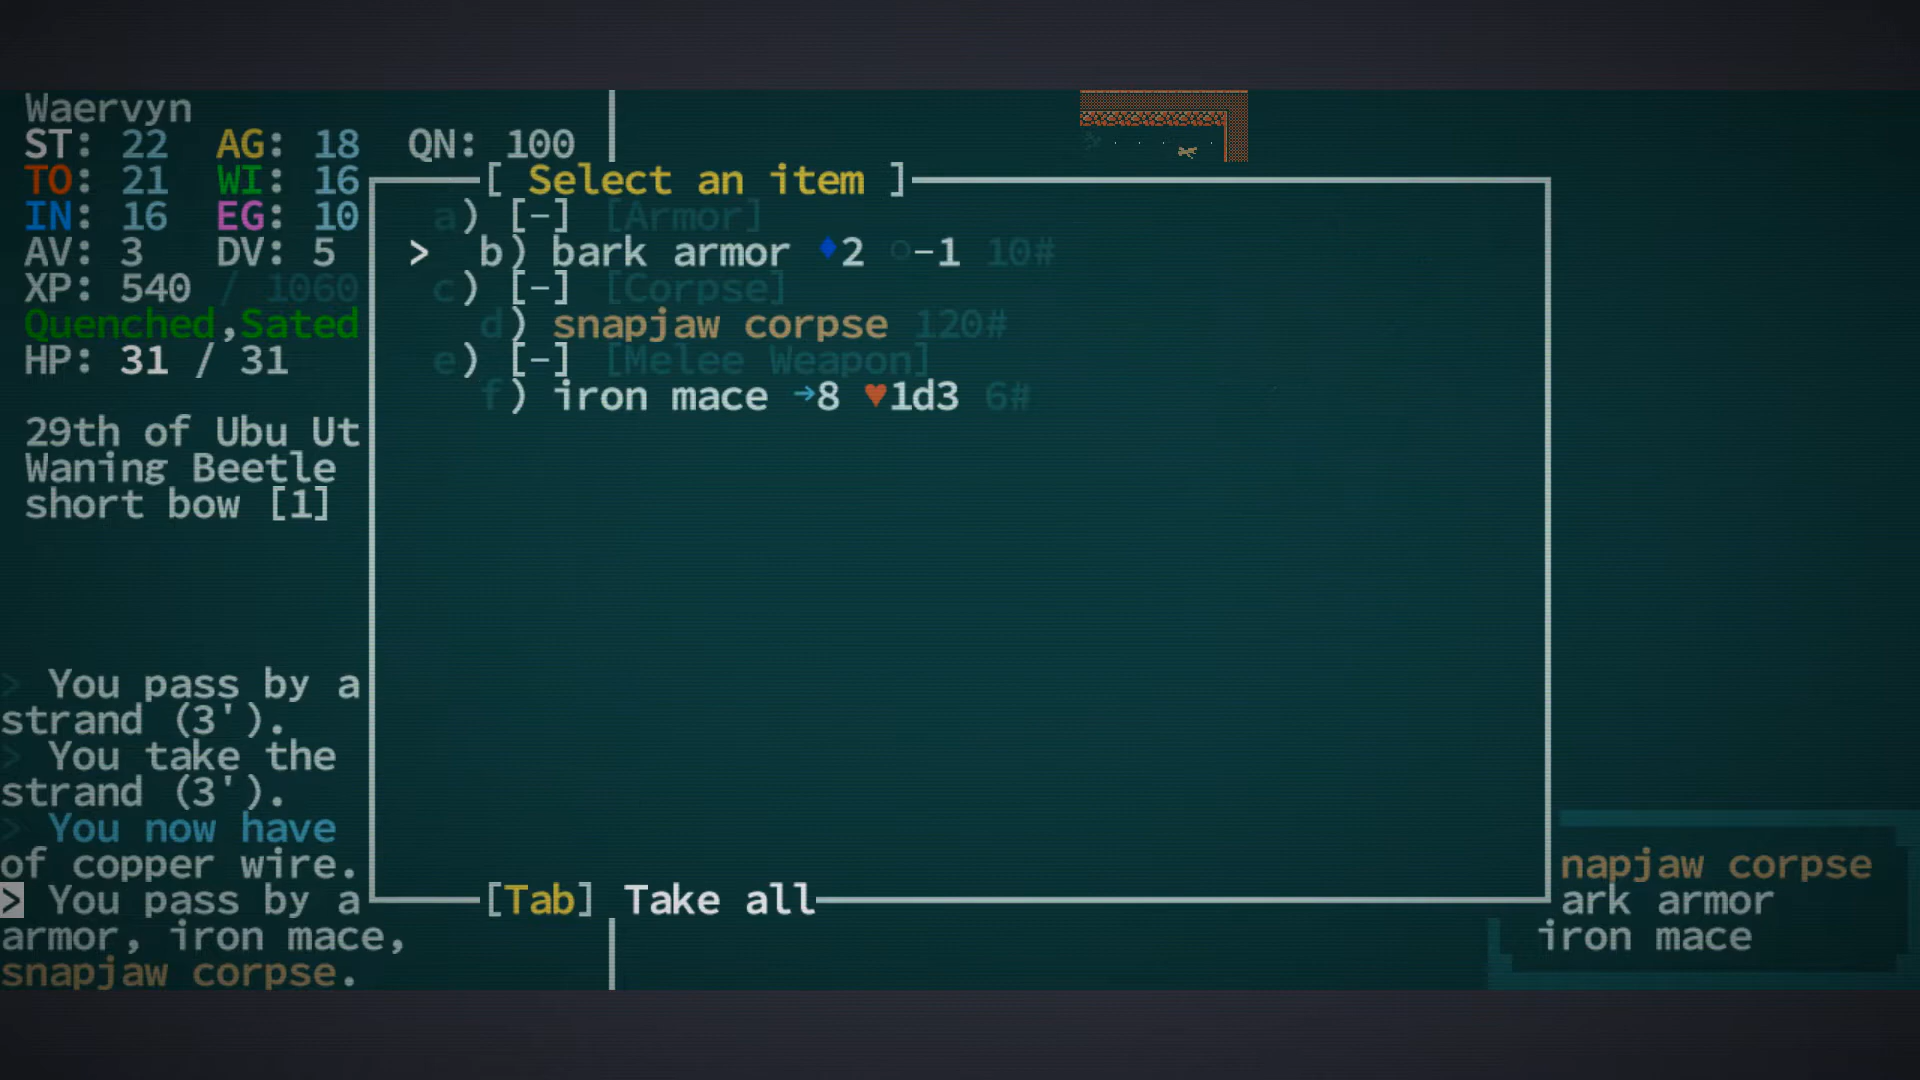 Waervyn
ST: 22 AG: 18 QN: 100
TO: 21 WI: 16
IN: 16 EG: 10
AV: 3 DV: 5
XP: 540 / 1060
Quenched,Sated
HP: 31 / 31
29th of Ubu Ut
Waning Beetle
short bow [1]
> You pass by a
strand (3').
> You take the
strand (3').
> You now have
of copper wire.
> You pass by a
armor, iron mace,
snapjaw corpse.
[ Select an item ]
a) [-] [Armor]
> b) bark armor ♦2 ○-1 10#
c) [-] [Corpse]
d) snapjaw corpse 120#
e) [-] [Melee Weapon]
f) iron mace →8 ♥1d3 6#
[Tab] Take all
napjaw corpse
ark armor
iron mace